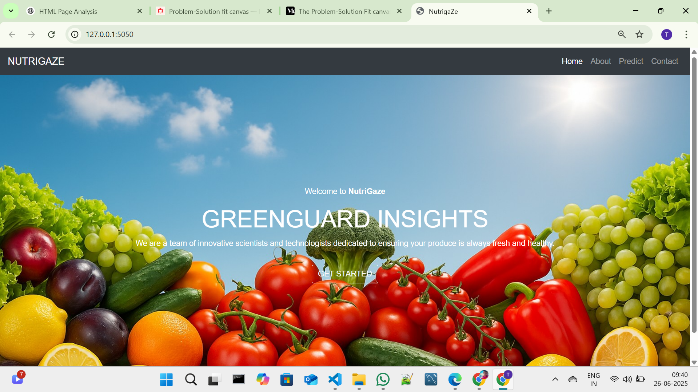 HTML Page Analysis
Problem-Solution fit canvas —
The Problem-Solution Fit canva
NutrigaZe
127.0.0.1:5050
T
NUTRIGAZE
Home About Predict Contact
Welcome to NutriGaze
GREENGUARD INSIGHTS
We are a team of innovative scientists and technologists dedicated to ensuring your produce is always fresh and healthy.
GET STARTED
ENG
IN
09:40
26-06-2025